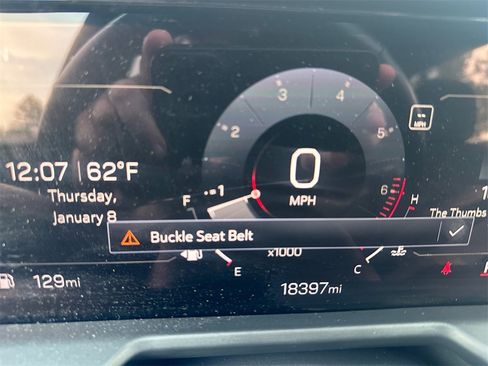 3
4
2
5
-- MPH
12:07 | 62°F
1
0
6
Thursday,
January 8
F
MPH
H
The Thumbs
Buckle Seat Belt
x1000
E
C
129mi
18397mi